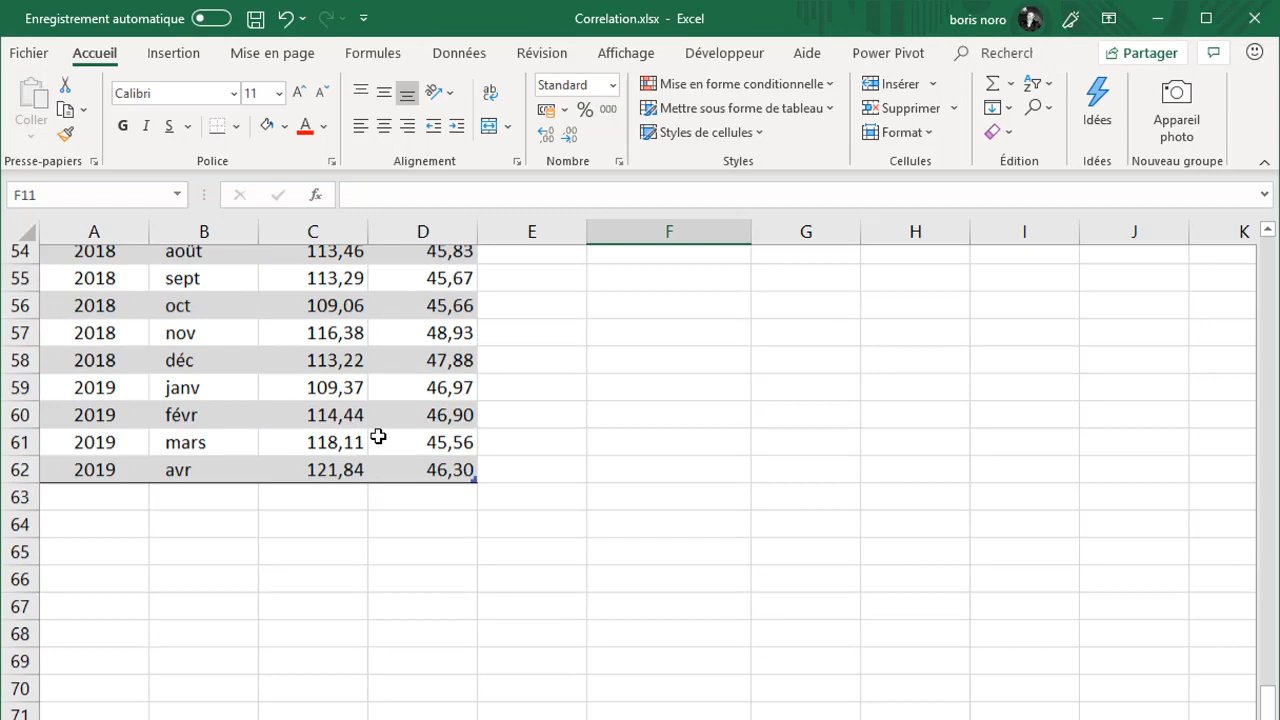 Enregistrement automatique Correlation.xlsx - Excel boris noro
Fichier Accueil Insertion Mise en page Formules Données Révision Affichage Développeur Aide Power Pivot Rechercl Partager
Calibri 11 Standard Mise en forme conditionnelle Insérer
Coller G I S A % 000 Mettre sous forme de tableau Supprimer Idées Appareil
Styles de cellules Format photo
Presse-papiers Police Alignement Nombre Styles Cellules Édition Idées Nouveau groupe
F11 fx
A B C D E F G H I J K
54 2018 août 113,46 45,83
55 2018 sept 113,29 45,67
56 2018 oct 109,06 45,66
57 2018 nov 116,38 48,93
58 2018 déc 113,22 47,88
59 2019 janv 109,37 46,97
60 2019 févr 114,44 46,90
61 2019 mars 118,11 45,56
62 2019 avr 121,84 46,30
63
64
65
66
67
68
69
70
71